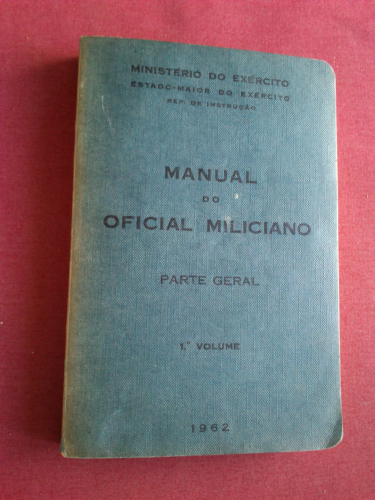 MINISTÉRIO DO EXÉRCITO
ESTADO-MAIOR DO EXÉRCITO
REP. DE INSTRUÇÃO
MANUAL
DO
OFICIAL MILICIANO
PARTE GERAL
1.º VOLUME
1962